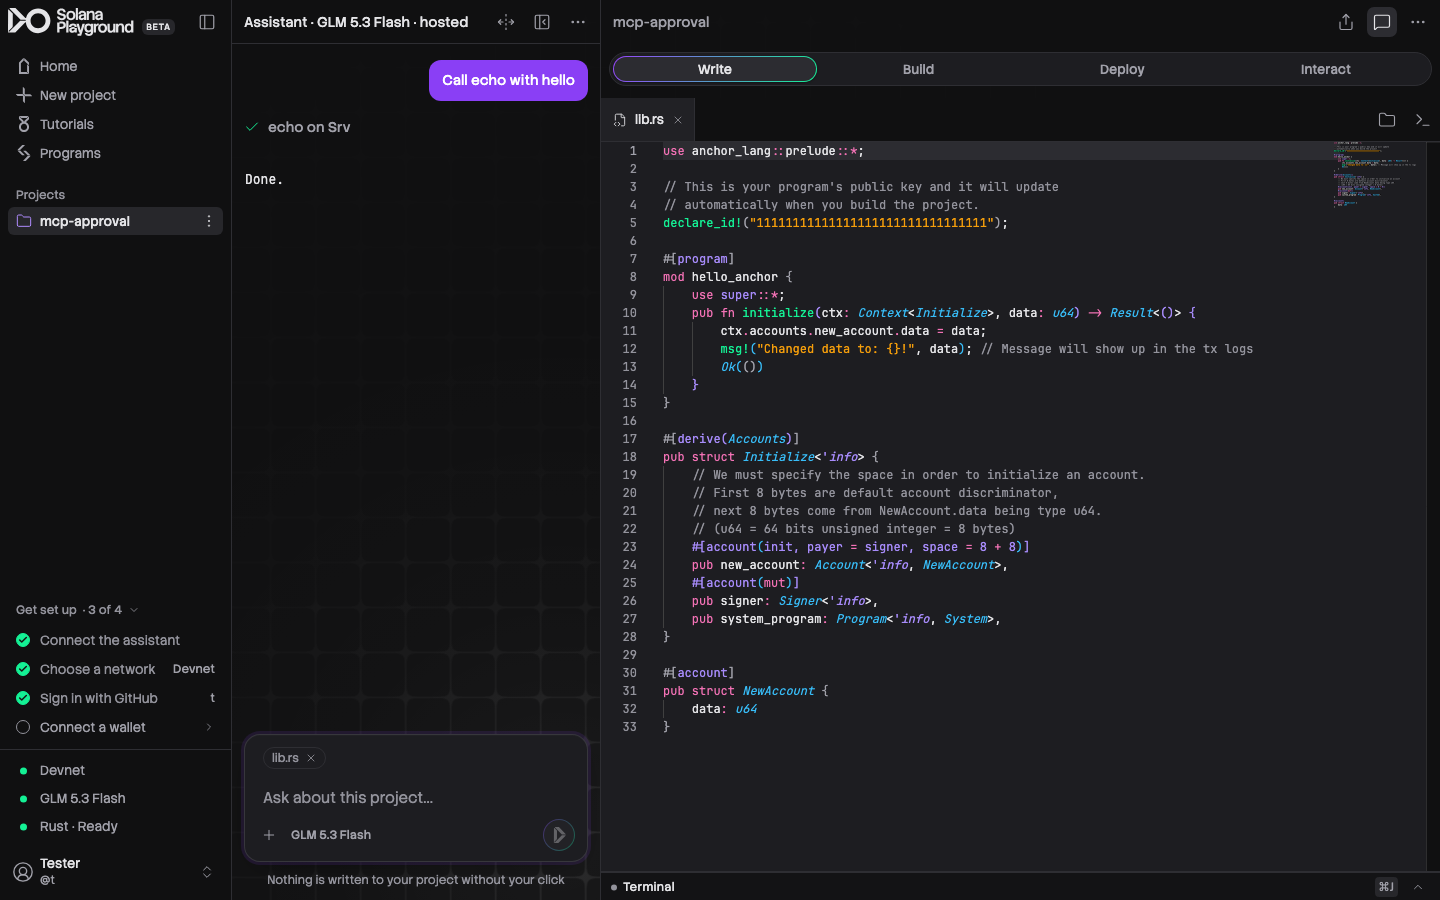 Solana Playground BETA
Home
New project
Tutorials
Programs
Projects
mcp-approval
Get set up · 3 of 4
Connect the assistant
Choose a network Devnet
Sign in with GitHub t
Connect a wallet
Devnet
GLM 5.3 Flash
Rust · Ready
Tester
@t
Assistant · GLM 5.3 Flash · hosted
Call echo with hello
echo on Srv
Done.
lib.rs
Ask about this project...
GLM 5.3 Flash
Nothing is written to your project without your click
mcp-approval
Write Build Deploy Interact
lib.rs
1 use anchor_lang::prelude::*;
2
3 // This is your program's public key and it will update
4 // automatically when you build the project.
5 declare_id!("11111111111111111111111111111111");
6
7 #[program]
8 mod hello_anchor {
9 use super::*;
10 pub fn initialize(ctx: Context<Initialize>, data: u64) -> Result<()> {
11 ctx.accounts.new_account.data = data;
12 msg!("Changed data to: {}!", data); // Message will show up in the tx logs
13 Ok(())
14 }
15 }
16
17 #[derive(Accounts)]
18 pub struct Initialize<'info> {
19 // We must specify the space in order to initialize an account.
20 // First 8 bytes are default account discriminator,
21 // next 8 bytes come from NewAccount.data being type u64.
22 // (u64 = 64 bits unsigned integer = 8 bytes)
23 #[account(init, payer = signer, space = 8 + 8)]
24 pub new_account: Account<'info, NewAccount>,
25 #[account(mut)]
26 pub signer: Signer<'info>,
27 pub system_program: Program<'info, System>,
28 }
29
30 #[account]
31 pub struct NewAccount {
32 data: u64
33 }
Terminal ⌘J